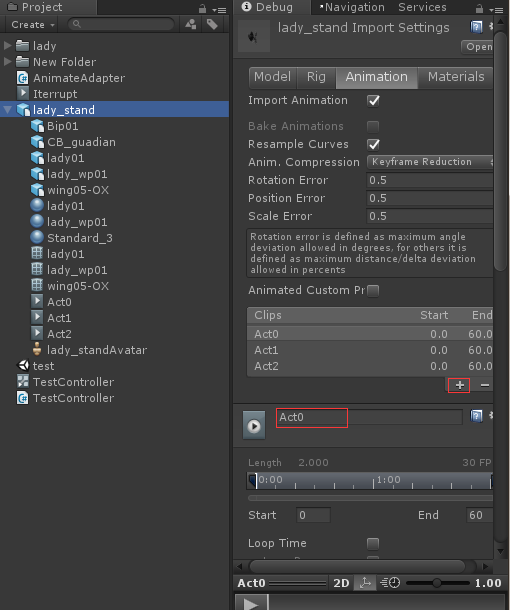 Project
Create
lady
New Folder
AnimateAdapter
Iterrupt
lady_stand
Bip01
CB_guadian
lady01
lady_wp01
wing05-OX
lady01
lady_wp01
Standard_3
lady01
lady_wp01
wing05-OX
Act0
Act1
Act2
lady_standAvatar
test
TestController
TestController
Debug Navigation Services
lady_stand Import Settings
Open
Model Rig Animation Materials
Import Animation
Bake Animations
Resample Curves
Anim. Compression Keyframe Reduction
Rotation Error 0.5
Position Error 0.5
Scale Error 0.5
Rotation error is defined as maximum angle
deviation allowed in degrees, for others it is
defined as maximum distance/delta deviation
allowed in percents
Animated Custom Pr
Clips Start End
Act0 0.0 60.0
Act1 0.0 60.0
Act2 0.0 60.0
+ −
Act0
Length 2.000 30 FP
0:00 1:00
Start 0 End 60
Loop Time
Act0 2D 1.00